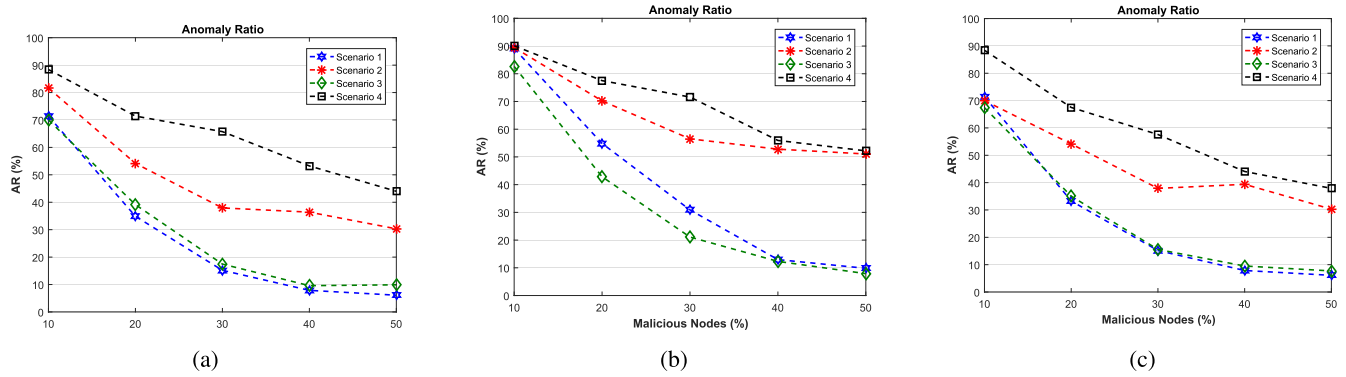 Anomaly Ratio
100
90
80
70
60
50
40
30
20
10
0
AR (%)
10 20 30 40 50
Scenario 1
Scenario 2
Scenario 3
Scenario 4
(a)
Anomaly Ratio
100
90
80
70
60
50
40
30
20
10
0
AR (%)
10 20 30 40 50
Malicious Nodes (%)
Scenario 1
Scenario 2
Scenario 3
Scenario 4
(b)
Anomaly Ratio
100
90
80
70
60
50
40
30
20
10
0
AR (%)
10 20 30 40 50
Malicious Nodes (%)
Scenario 1
Scenario 2
Scenario 3
Scenario 4
(c)